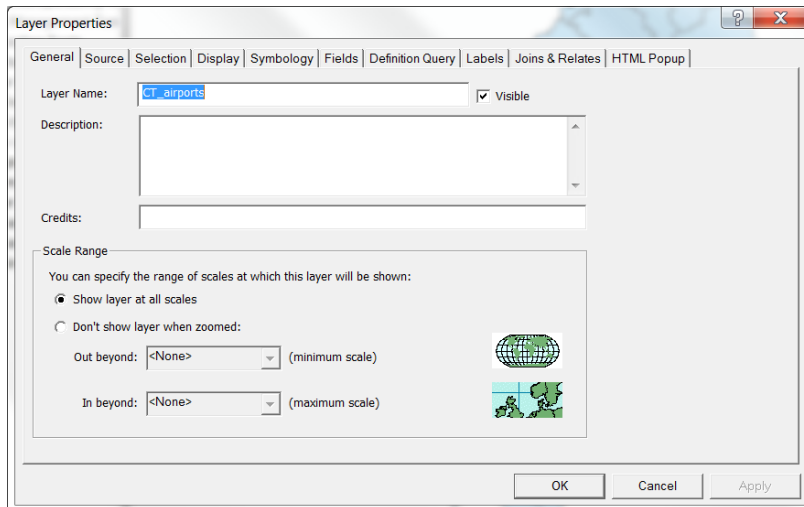 Layer Properties
General Source Selection Display Symbology Fields Definition Query Labels Joins & Relates HTML Popup
Layer Name: CT_airports Visible
Description:
Credits:
Scale Range
You can specify the range of scales at which this layer will be shown:
Show layer at all scales
Don't show layer when zoomed:
Out beyond: <None> (minimum scale)
In beyond: <None> (maximum scale)
OK Cancel Apply